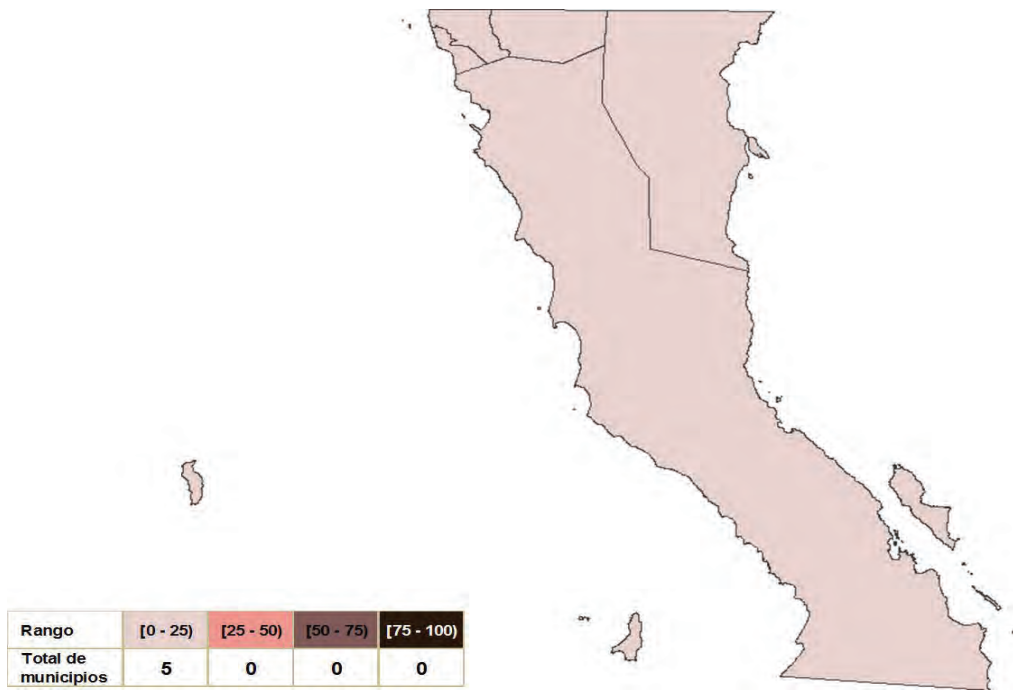 Rango [0 - 25) [25 - 50) [50 - 75) [75 - 100)
Total de
municipios 5 0 0 0